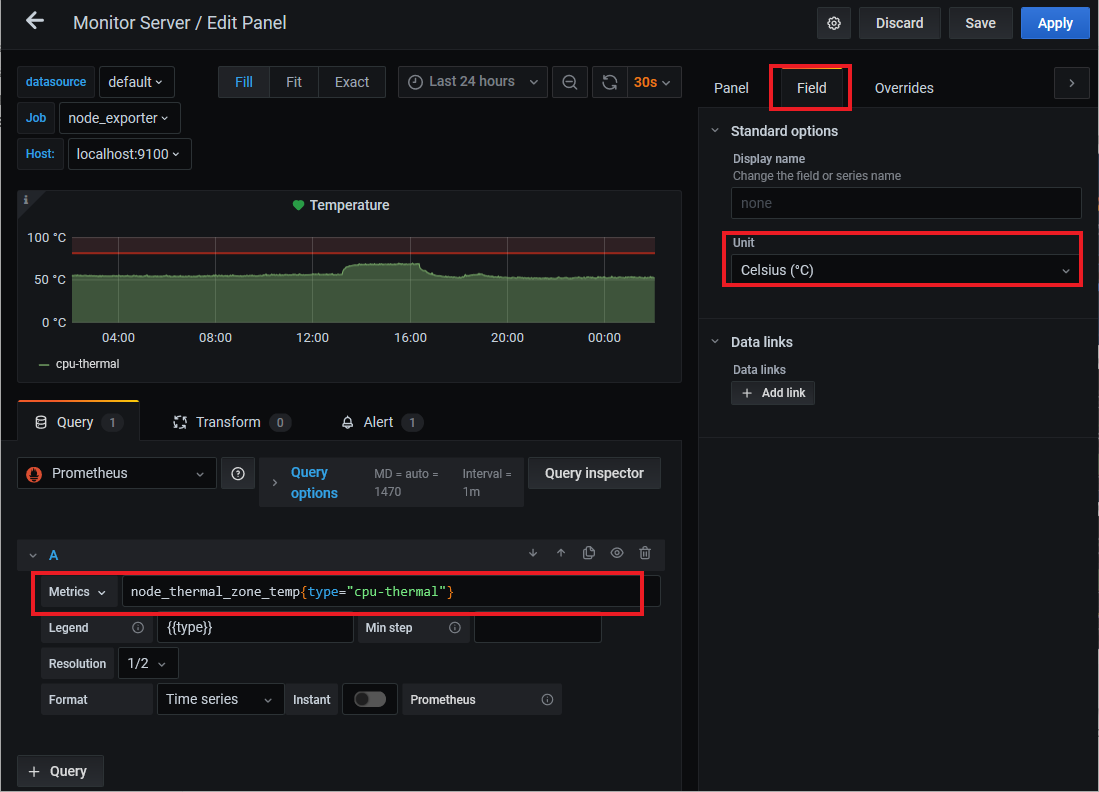 Monitor Server / Edit Panel
Discard
Save
Apply
datasource
default
Fill
Fit
Exact
Last 24 hours
30s
Job
node_exporter
Host:
localhost:9100
i
Temperature
100 °C
50 °C
0 °C
04:00
08:00
12:00
16:00
20:00
00:00
cpu-thermal
Query 1
Transform 0
Alert 1
Prometheus
Query
options
MD = auto =
1470
Interval =
1m
Query inspector
A
Metrics
node_thermal_zone_temp{type="cpu-thermal"}
Legend
{{type}}
Min step
Resolution
1/2
Format
Time series
Instant
Prometheus
+ Query
Panel
Field
Overrides
Standard options
Display name
Change the field or series name
none
Unit
Celsius (°C)
Data links
Data links
+ Add link